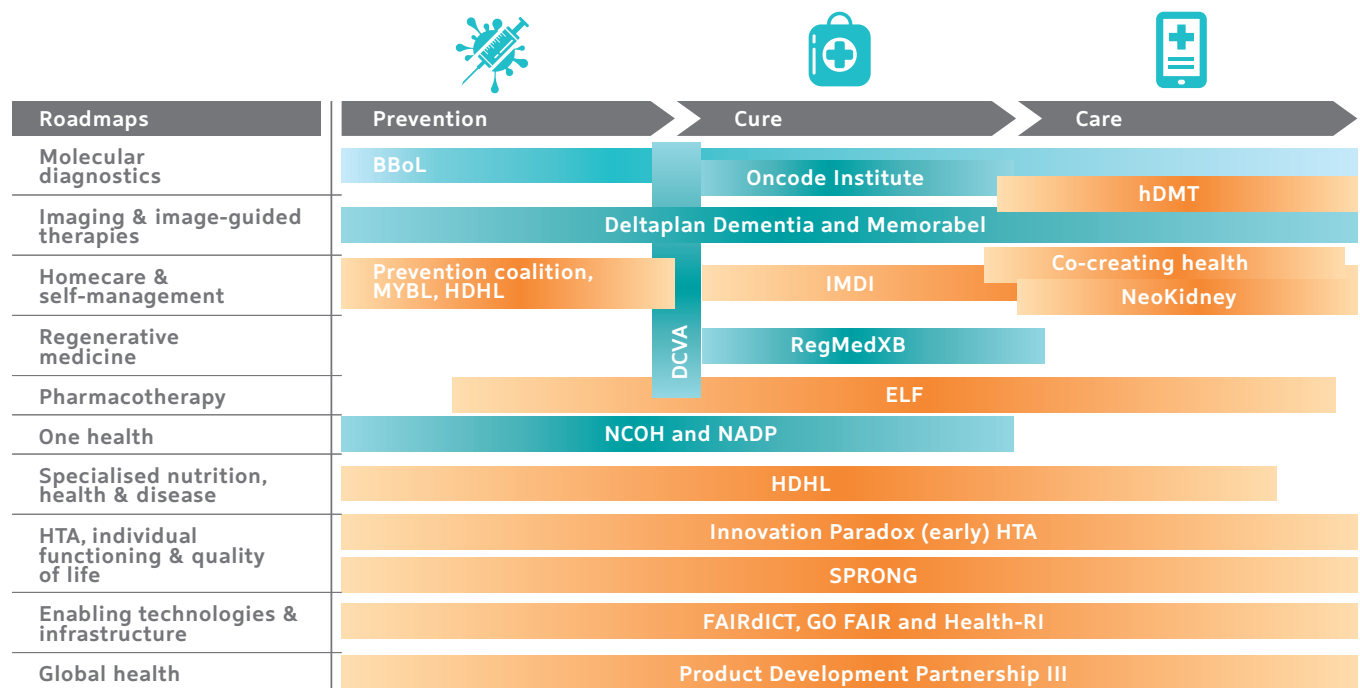 Roadmaps
Prevention
Cure
Care
Molecular
diagnostics
BBoL
Oncode Institute
hDMT
Imaging & image-guided
therapies
Deltaplan Dementia and Memorabel
Homecare &
self-management
Prevention coalition,
MYBL, HDHL
IMDI
Co-creating health
NeoKidney
DCVA
Regenerative
medicine
RegMedXB
Pharmacotherapy
ELF
One health
NCOH and NADP
Specialised nutrition,
health & disease
HDHL
HTA, individual
functioning & quality
of life
Innovation Paradox (early) HTA
SPRONG
Enabling technologies &
infrastructure
FAIRdICT, GO FAIR and Health-RI
Global health
Product Development Partnership III